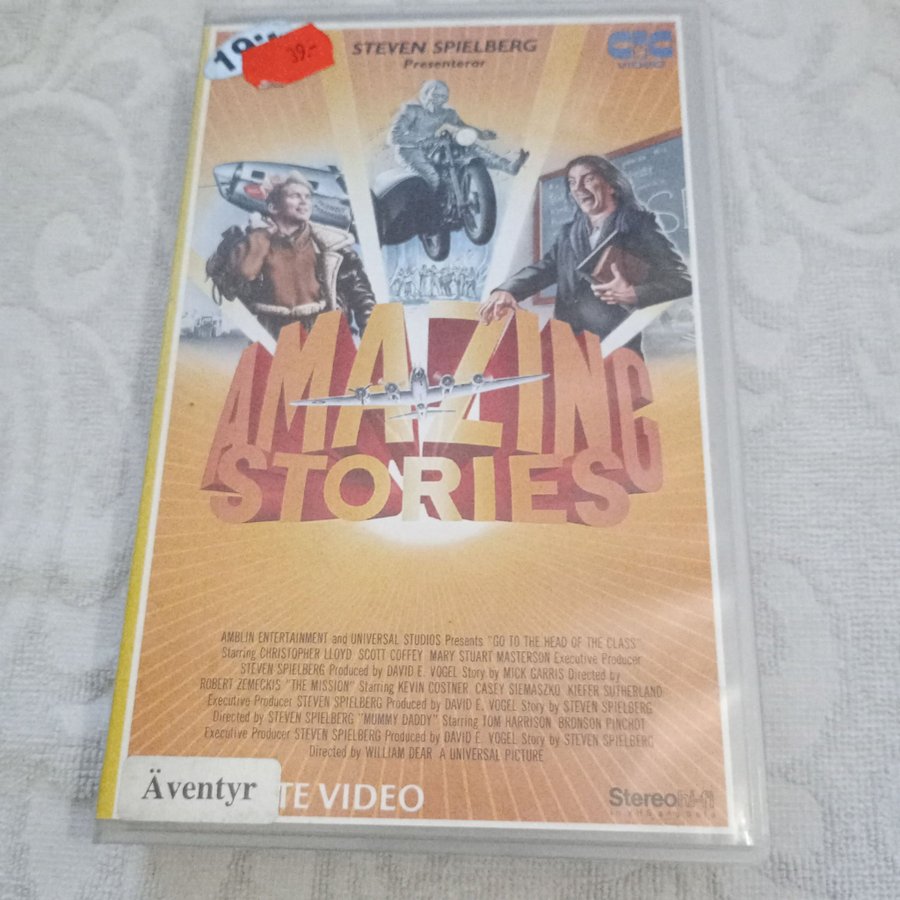 19:-
39:-
STEVEN SPIELBERG
Presenterar
CIC
VIDEO
AMAZING
STORIES
AMBLIN ENTERTAINMENT and UNIVERSAL STUDIOS Presents "GO TO THE HEAD OF THE CLASS"
Starring CHRISTOPHER LLOYD SCOTT COFFEY MARY STUART MASTERSON Executive Producer
STEVEN SPIELBERG Produced by DAVID E. VOGEL Story by MICK GARRIS Directed by
ROBERT ZEMECKIS "THE MISSION" Starring KEVIN COSTNER CASEY SIEMASZKO KIEFER SUTHERLAND
Executive Producer STEVEN SPIELBERG Produced by DAVID E. VOGEL Story by STEVEN SPIELBERG
Directed by STEVEN SPIELBERG "MUMMY DADDY" Starring TOM HARRISON BRONSON PINCHOT
Executive Producer STEVEN SPIELBERG Produced by DAVID E. VOGEL Story by STEVEN SPIELBERG
Directed by WILLIAM DEAR A UNIVERSAL PICTURE
Äventyr
TE VIDEO
Stereo hi-fi